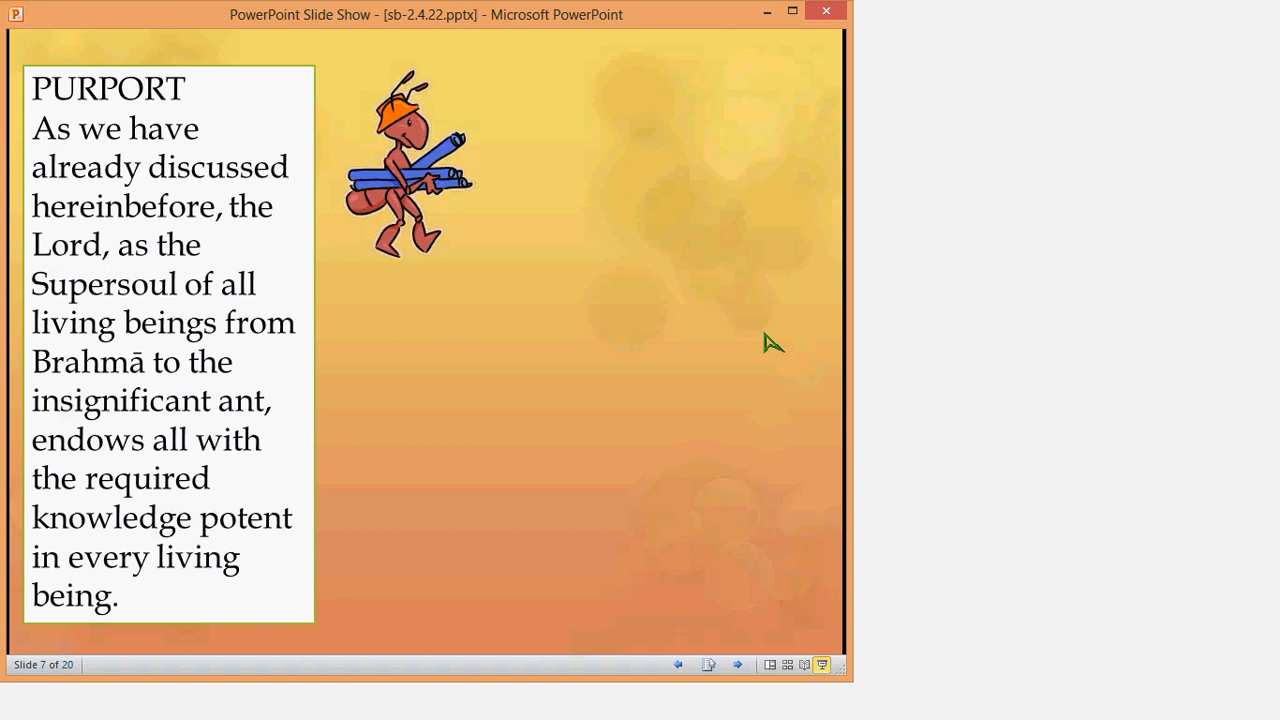 PowerPoint Slide Show - [sb-2.4.22.pptx] - Microsoft PowerPoint
PURPORT
As we have
already discussed
hereinbefore, the
Lord, as the
Supersoul of all
living beings from
Brahmā to the
insignificant ant,
endows all with
the required
knowledge potent
in every living
being.
Slide 7 of 20